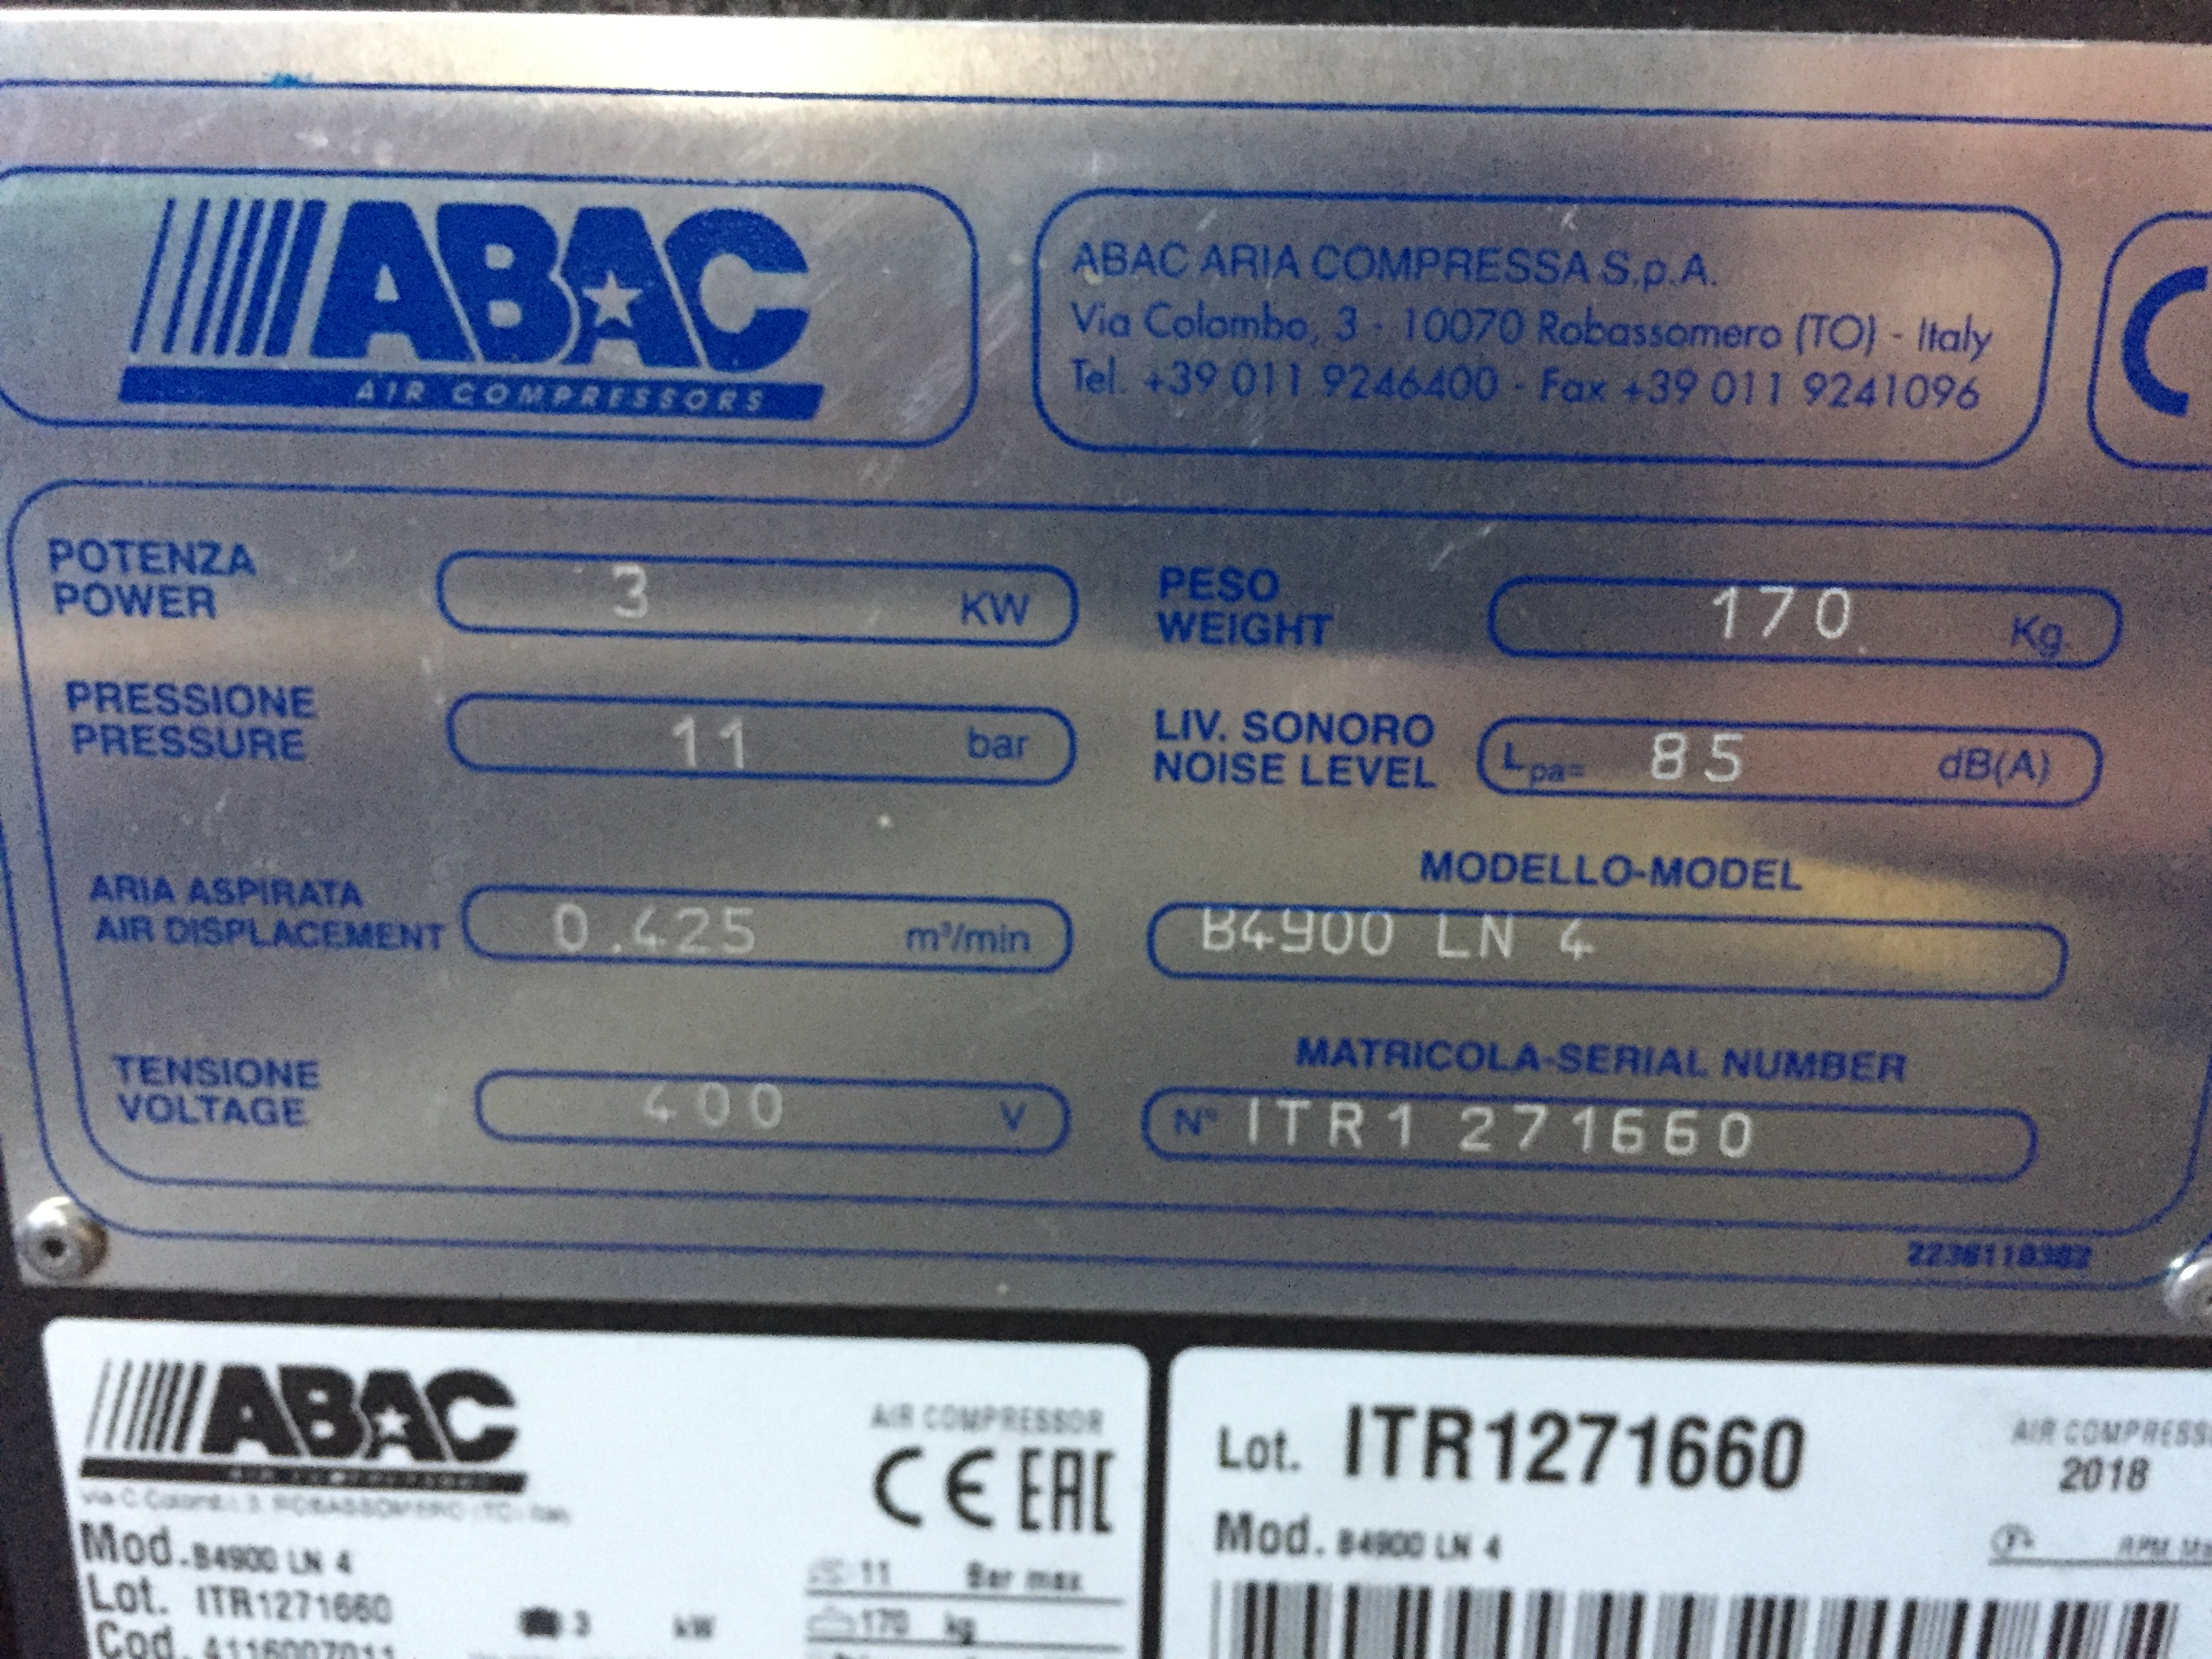 ABAC
AIR COMPRESSORS
ABAC ARIA COMPRESSA S.p.A.
Via Colombo, 3 - 10070 Robassomero (TO) - Italy
Tel. +39 011 9246400 - Fax +39 011 9241096
POTENZA
POWER
3 KW
PESO
WEIGHT
170 Kg.
PRESSIONE
PRESSURE
11 bar
LIV. SONORO
NOISE LEVEL
Lpa= 85 dB(A)
ARIA ASPIRATA
AIR DISPLACEMENT
0.425 m³/min
MODELLO-MODEL
B4900 LN 4
TENSIONE
VOLTAGE
400 V
MATRICOLA-SERIAL NUMBER
N° ITR1 271660
2236110382
ABAC
AIR COMPRESSOR
CE EAC
Mod. B4900 LN 4
Lot. ITR1271660
Cod. 4116007011
11 Bar max
3 kW
170 kg
Lot. ITR1271660
AIR COMPRESS
2018
Mod. B4900 LN 4
RPM